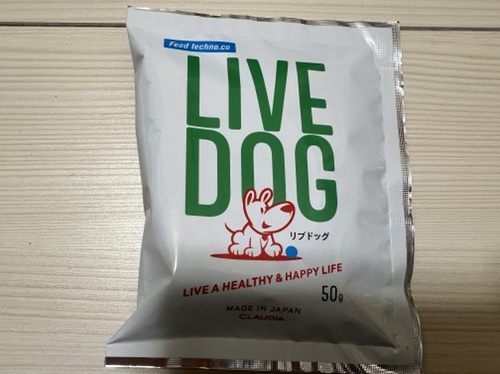 Feed techno.co
LIVE
DOG
リブドッグ
LIVE A HEALTHY & HAPPY LIFE
50g
MADE IN JAPAN
CLAUDIA